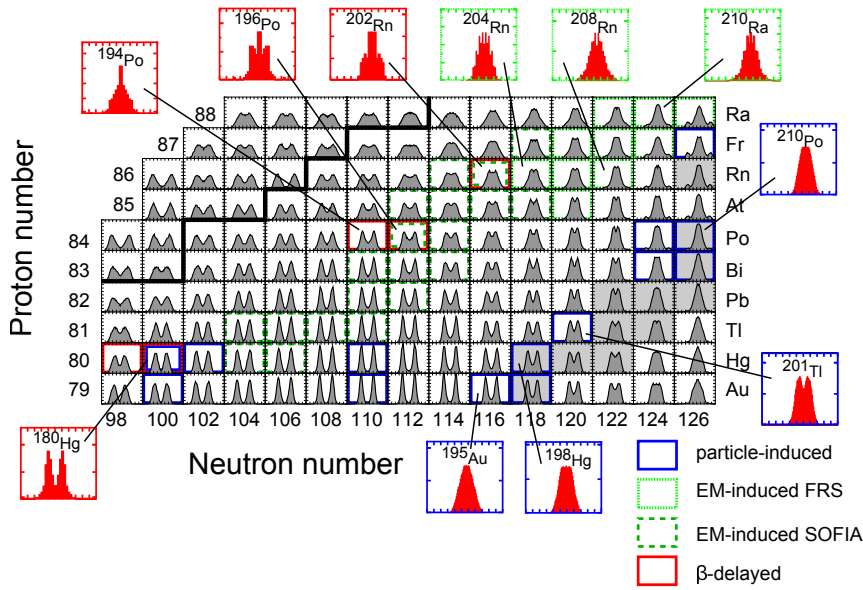 196Po
202Rn
204Rn
208Rn
210Ra
194Po
88
Ra
87
Fr
210Po
86
Rn
85
At
84
Po
83
Bi
82
Pb
81
Tl
80
Hg
79
Au
98 100 102 104 106 108 110 112 114 116 118 120 122 124 126
Proton number
Neutron number
180Hg
195Au
198Hg
201Tl
particle-induced
EM-induced FRS
EM-induced SOFIA
β-delayed